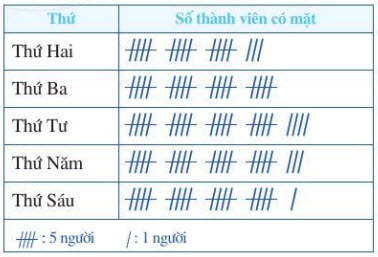 Thứ Số thành viên có mặt
Thứ Hai
Thứ Ba
Thứ Tư
Thứ Năm
Thứ Sáu
: 5 người /: 1 người